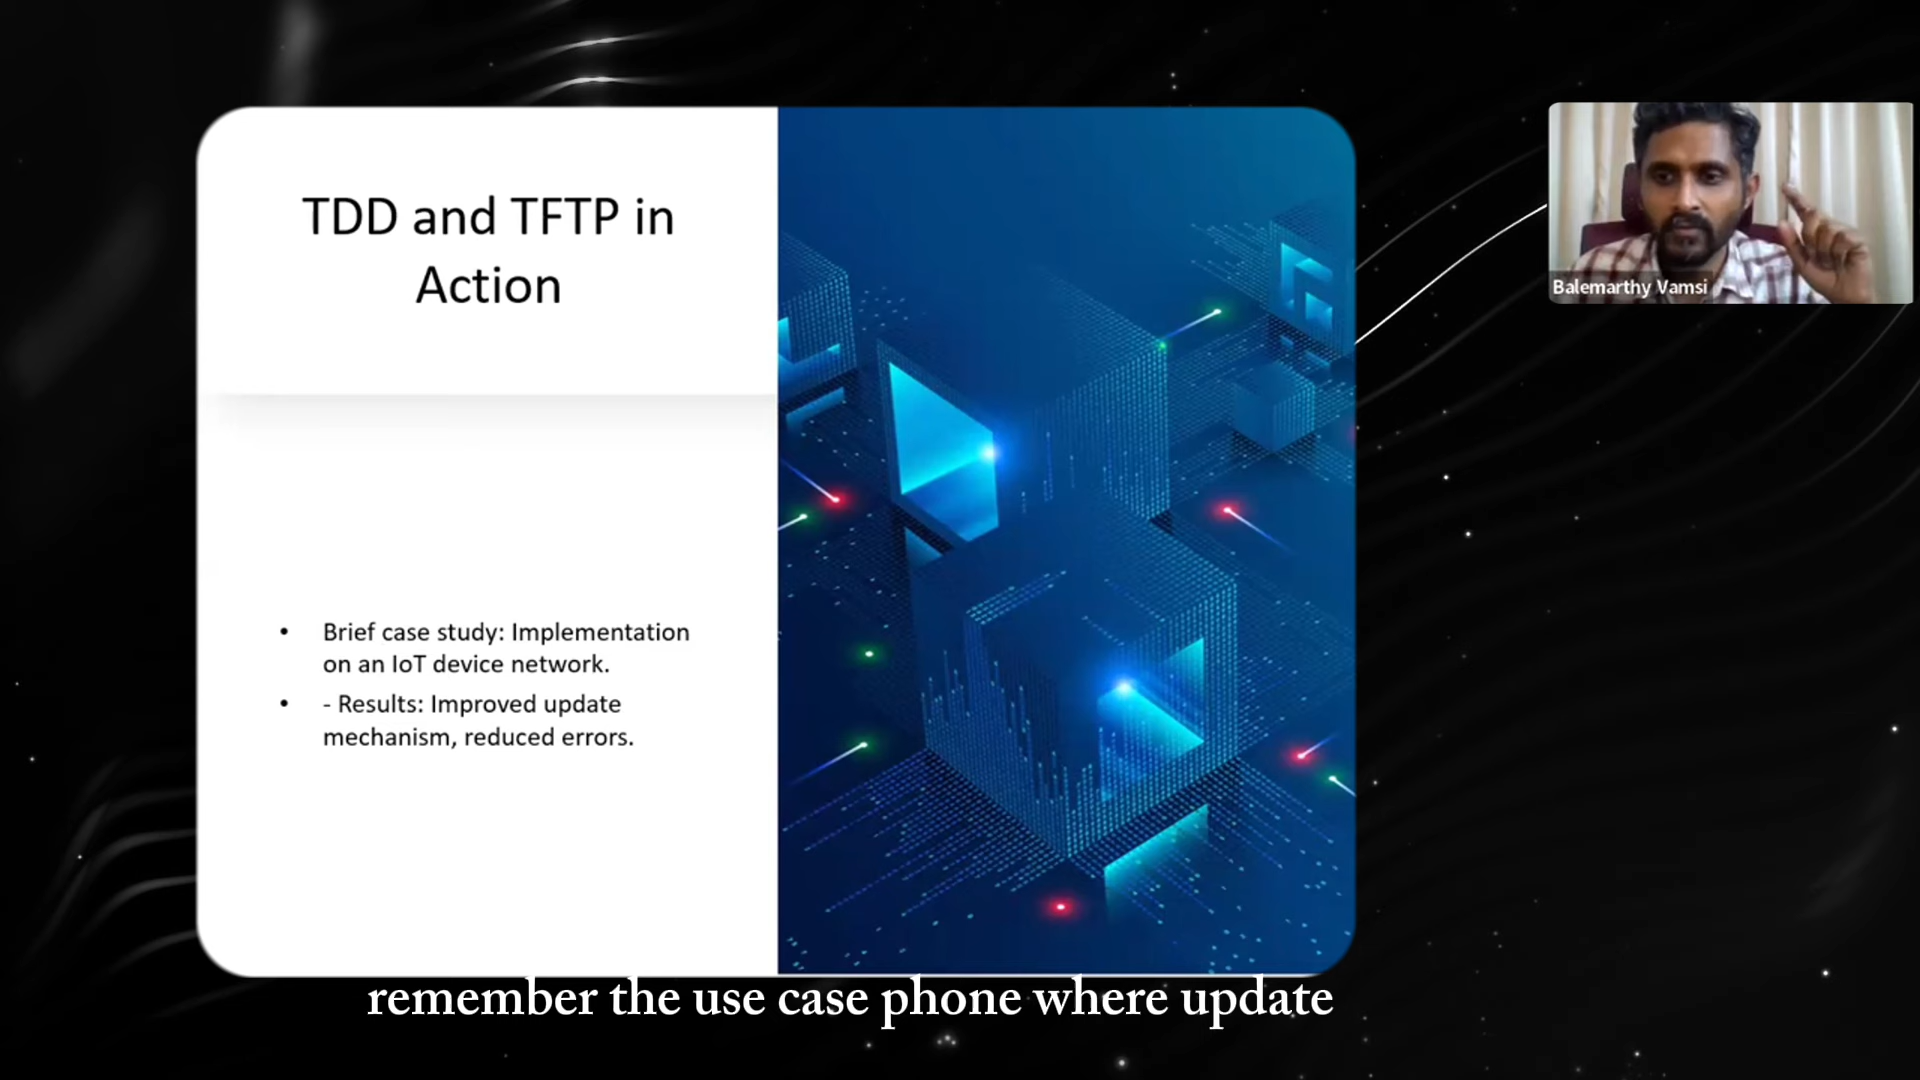 TDD and TFTP in
Action
• Brief case study: Implementation
on an IoT device network.
• - Results: Improved update
mechanism, reduced errors.
Balemarthy Vamsi
remember the use case phone where update